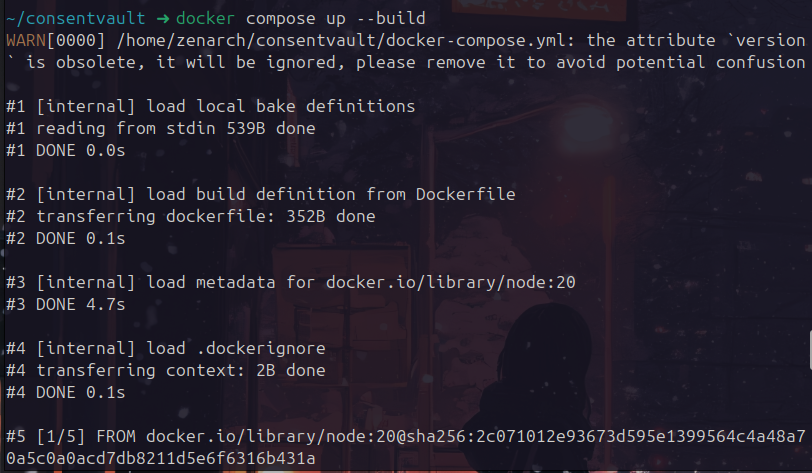 ~/consentvault ➜ docker compose up --build
WARN[0000] /home/zenarch/consentvault/docker-compose.yml: the attribute `version
` is obsolete, it will be ignored, please remove it to avoid potential confusion
#1 [internal] load local bake definitions
#1 reading from stdin 539B done
#1 DONE 0.0s
#2 [internal] load build definition from Dockerfile
#2 transferring dockerfile: 352B done
#2 DONE 0.1s
#3 [internal] load metadata for docker.io/library/node:20
#3 DONE 4.7s
#4 [internal] load .dockerignore
#4 transferring context: 2B done
#4 DONE 0.1s
#5 [1/5] FROM docker.io/library/node:20@sha256:2c071012e93673d595e1399564c4a48a7
0a5c0a0acd7db8211d5e6f6316b431a